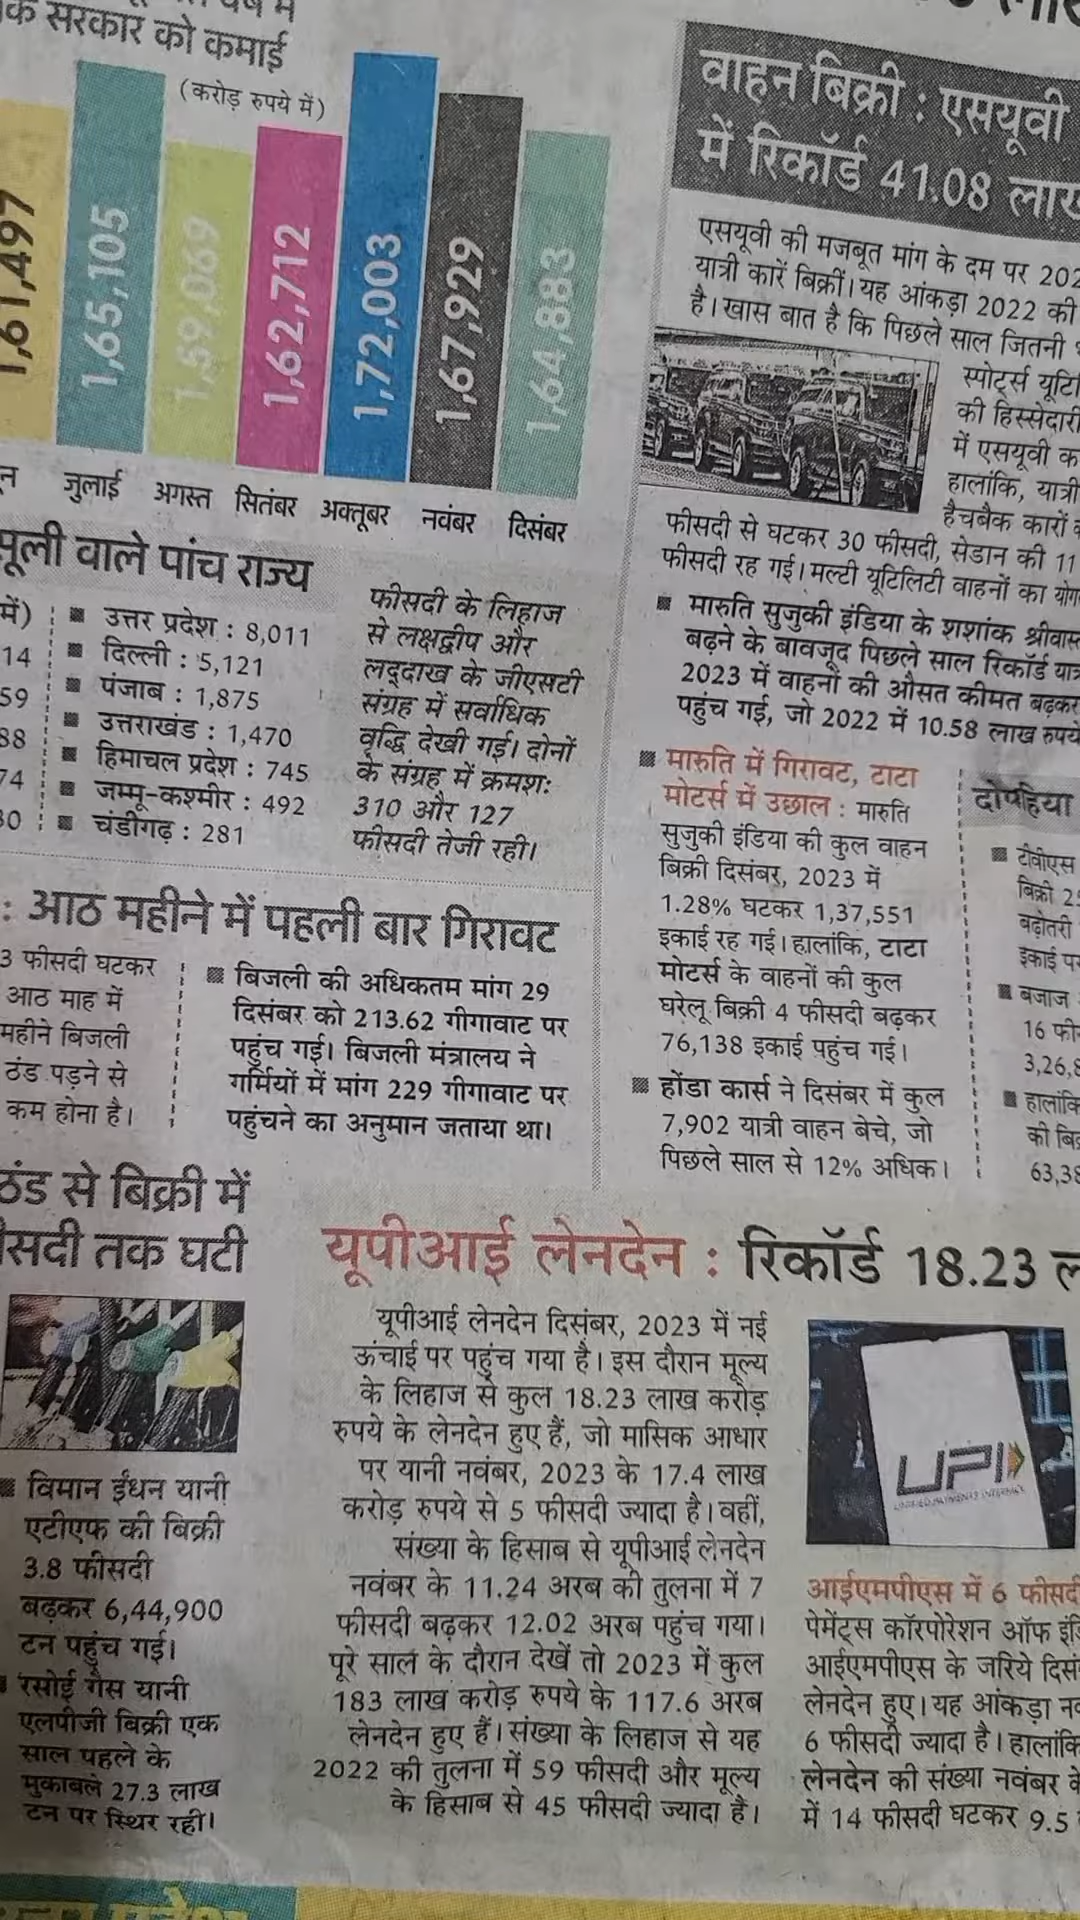 सरकार को कमाई
(करोड़ रुपये में)
1,61,497
1,65,105
1,59,069
1,62,712
1,72,003
1,67,929
1,64,883
जुलाई अगस्त सितंबर अक्तूबर नवंबर दिसंबर
वाले पांच राज्य
में)
14
59
88
74
30
उत्तर प्रदेश : 8,011
दिल्ली : 5,121
पंजाब : 1,875
उत्तराखंड : 1,470
हिमाचल प्रदेश : 745
जम्मू-कश्मीर : 492
चंडीगढ़ : 281
फीसदी के लिहाज
से लक्षद्वीप और
लद्दाख के जीएसटी
संग्रह में सर्वाधिक
वृद्धि देखी गई। दोनों
के संग्रह में क्रमश:
310 और 127
फीसदी तेजी रही।
: आठ महीने में पहली बार गिरावट
3 फीसदी घटकर
आठ माह में
महीने बिजली
ठंड पड़ने से
कम होना है।
बिजली की अधिकतम मांग 29
दिसंबर को 213.62 गीगावाट पर
पहुंच गई। बिजली मंत्रालय ने
गर्मियों में मांग 229 गीगावाट पर
पहुंचने का अनुमान जताया था।
ठंड से बिक्री में
तक घटी
विमान ईंधन यानी
एटीएफ की बिक्री
3.8 फीसदी
बढ़कर 6,44,900
टन पहुंच गई।
रसोई गैस यानी
एलपीजी बिक्री एक
साल पहले के
मुकाबले 27.3 लाख
टन पर स्थिर रही।
वाहन बिक्री : एसयूवी
में रिकॉर्ड 41.08 लाख
एसयूवी की मजबूत मांग के दम पर 202
यात्री कारें बिक्रीं। यह आंकड़ा 2022 की
है। खास बात है कि पिछले साल जितनी
स्पोर्ट्स
की हिस्सेदारी
में एसयूवी
हालांकि, यात्री
हैचबैक कारों
फीसदी से घटकर 30 फीसदी, सेडान की 11
फीसदी रह गई। मल्टी यूटिलिटी वाहनों का
मारुति सुजुकी इंडिया के शशांक
बढ़ने के बावजूद पिछले साल रिकॉर्ड
2023 में वाहनों की औसत कीमत बढ़कर
पहुंच गई, जो 2022 में 10.58 लाख रुपये
मारुति में गिरावट, टाटा
मोटर्स में उछाल : मारुति
सुजुकी इंडिया की कुल वाहन
बिक्री दिसंबर, 2023 में
1.28% घटकर 1,37,551
इकाई रह गई। हालांकि, टाटा
मोटर्स के वाहनों की कुल
घरेलू बिक्री 4 फीसदी बढ़कर
76,138 इकाई पहुंच गई।
होंडा कार्स ने दिसंबर में कुल
7,902 यात्री वाहन बेचे, जो
पिछले साल से 12% अधिक।
दोपहिया
टीवीएस
बिक्री
बढ़ोतरी
इकाई
बजाज
16
3,26,8
हालांकि
की
63,38
यूपीआई लेनदेन : रिकॉर्ड 18.23
यूपीआई लेनदेन दिसंबर, 2023 में नई
ऊंचाई पर पहुंच गया है। इस दौरान मूल्य
के लिहाज से कुल 18.23 लाख करोड़
रुपये के लेनदेन हुए हैं, जो मासिक आधार
पर यानी नवंबर, 2023 के 17.4 लाख
करोड़ रुपये से 5 फीसदी ज्यादा है। वहीं,
संख्या के हिसाब से यूपीआई लेनदेन
नवंबर के 11.24 अरब की तुलना में 7
फीसदी बढ़कर 12.02 अरब पहुंच गया।
पूरे साल के दौरान देखें तो 2023 में कुल
183 लाख करोड़ रुपये के 117.6 अरब
लेनदेन हुए हैं। संख्या के लिहाज से यह
2022 की तुलना में 59 फीसदी और मूल्य
के हिसाब से 45 फीसदी ज्यादा है।
UPI
UNIFIED PAYMENTS INTERFACE
आईएमपीएस में 6 फीसदी
पेमेंट्स कॉरपोरेशन ऑफ
आईएमपीएस के जरिये
लेनदेन हुए। यह आंकड़ा
6 फीसदी ज्यादा है। हालांकि
लेनदेन की संख्या नवंबर
में 14 फीसदी घटकर 9.5